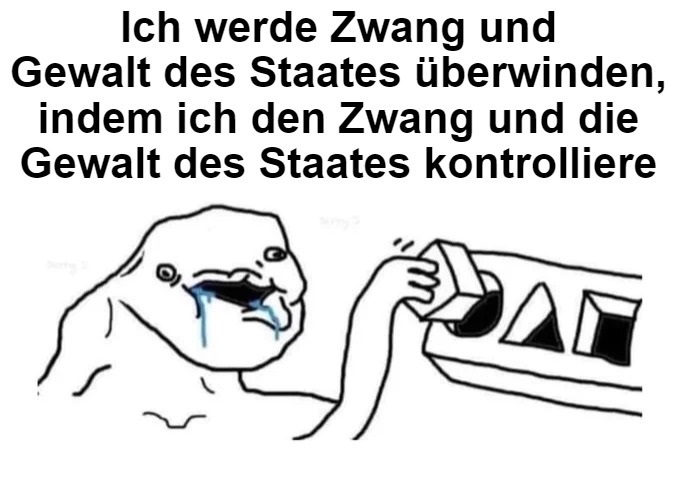 Ich werde Zwang und
Gewalt des Staates überwinden,
indem ich den Zwang und die
Gewalt des Staates kontrolliere